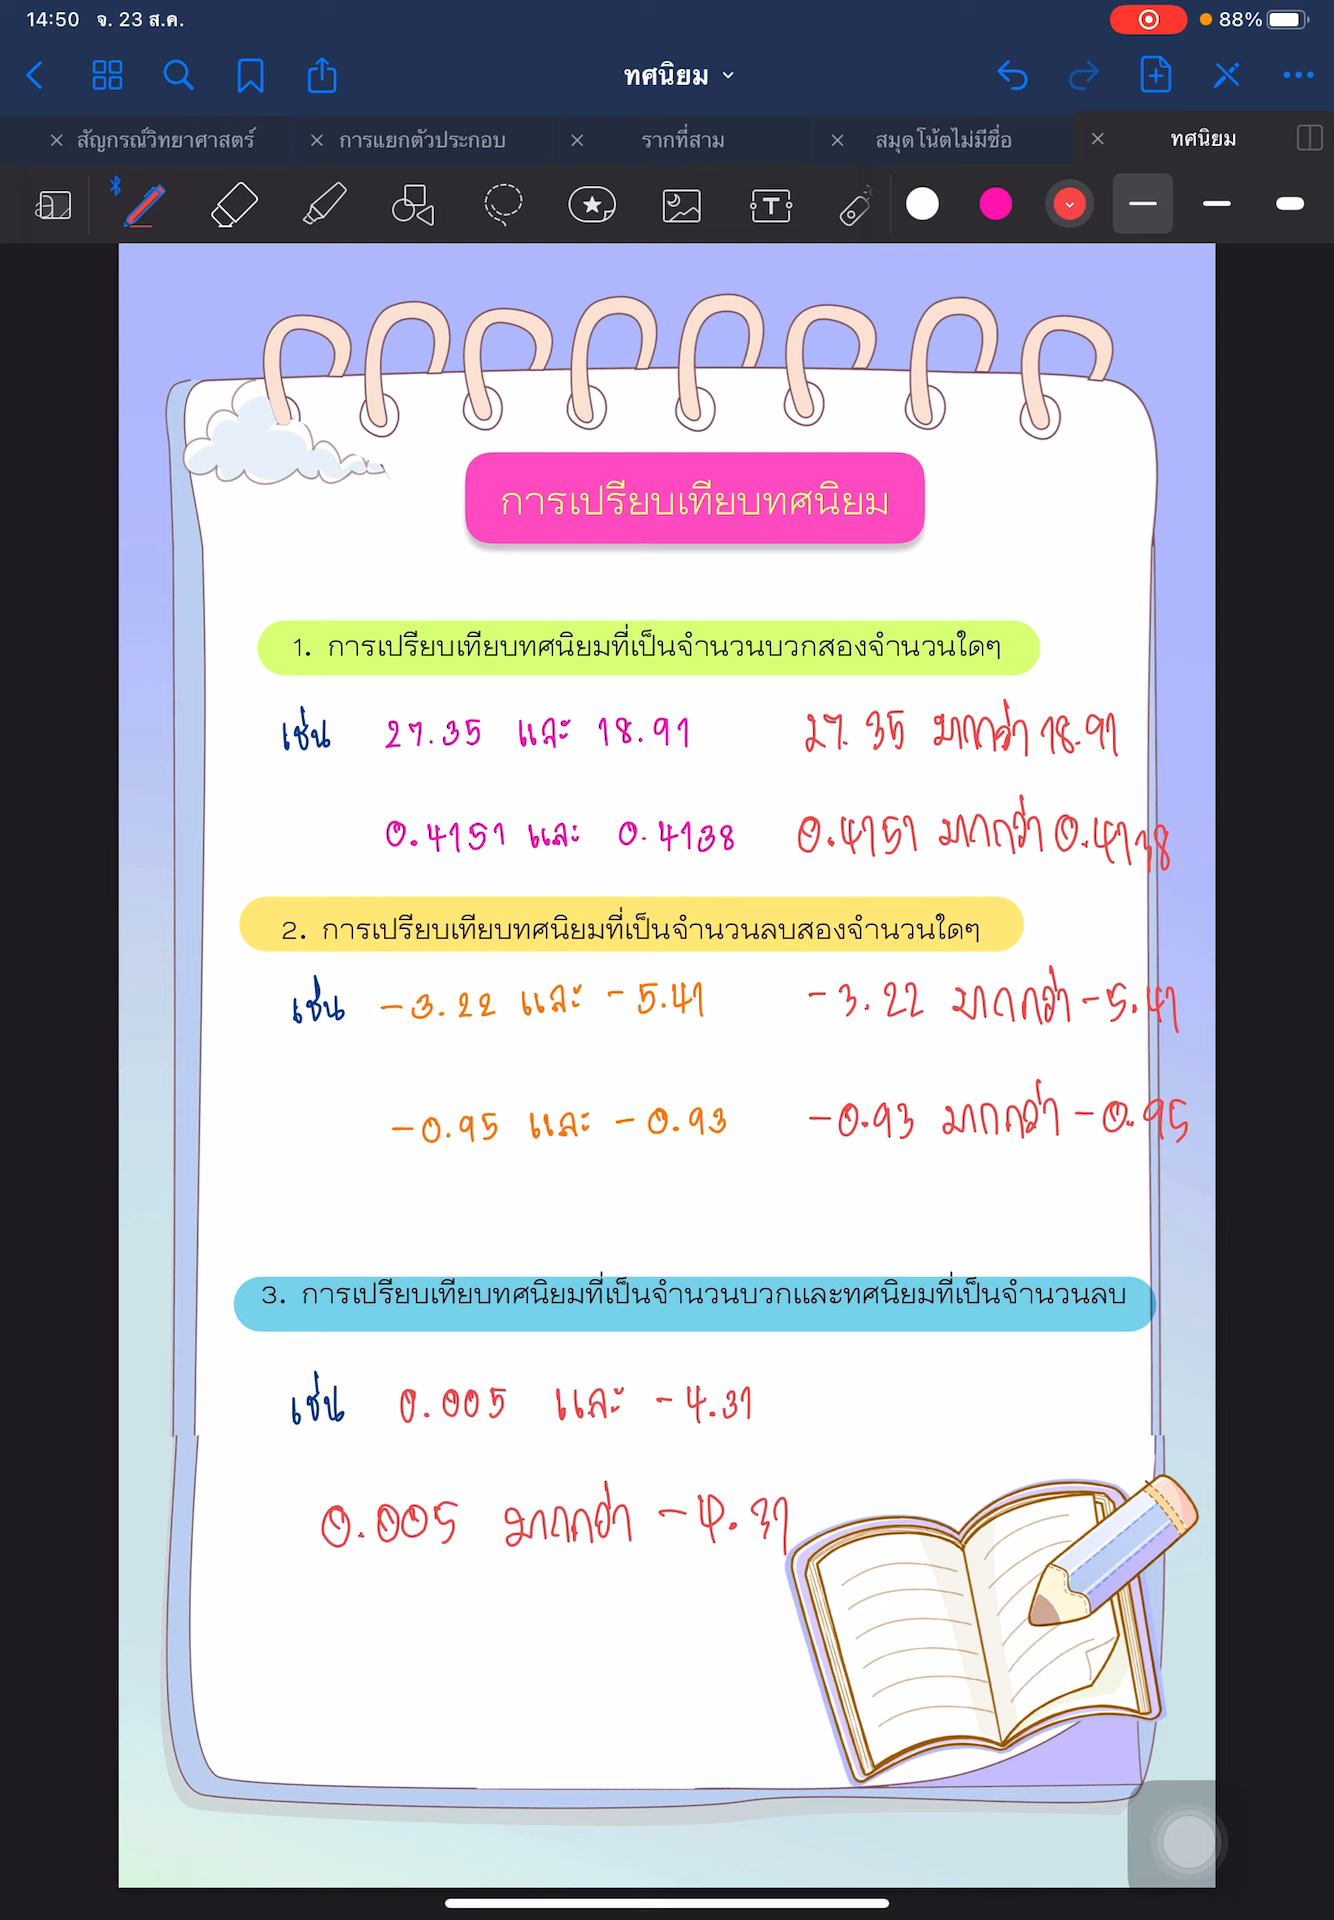 14:50 จ. 23 ส.ค. 88%
ทศนิยม
สัญกรณ์วิทยาศาสตร์ การแยกตัวประกอบ รากที่สาม สมุดโน้ตไม่มีชื่อ ทศนิยม
การเปรียบเทียบทศนิยม
1. การเปรียบเทียบทศนิยมที่เป็นจำนวนบวกสองจำนวนใดๆ
เช่น 27.35 และ 18.91 27.35 มากกว่า 18.91
0.4151 และ 0.4138 0.4151 มากกว่า 0.4138
2. การเปรียบเทียบทศนิยมที่เป็นจำนวนลบสองจำนวนใดๆ
เช่น -3.22 และ -5.41 -3.22 มากกว่า -5.41
-0.95 และ -0.93 -0.93 มากกว่า -0.95
3. การเปรียบเทียบทศนิยมที่เป็นจำนวนบวกและทศนิยมที่เป็นจำนวนลบ
เช่น 0.005 และ -4.31
0.005 มากกว่า -4.31